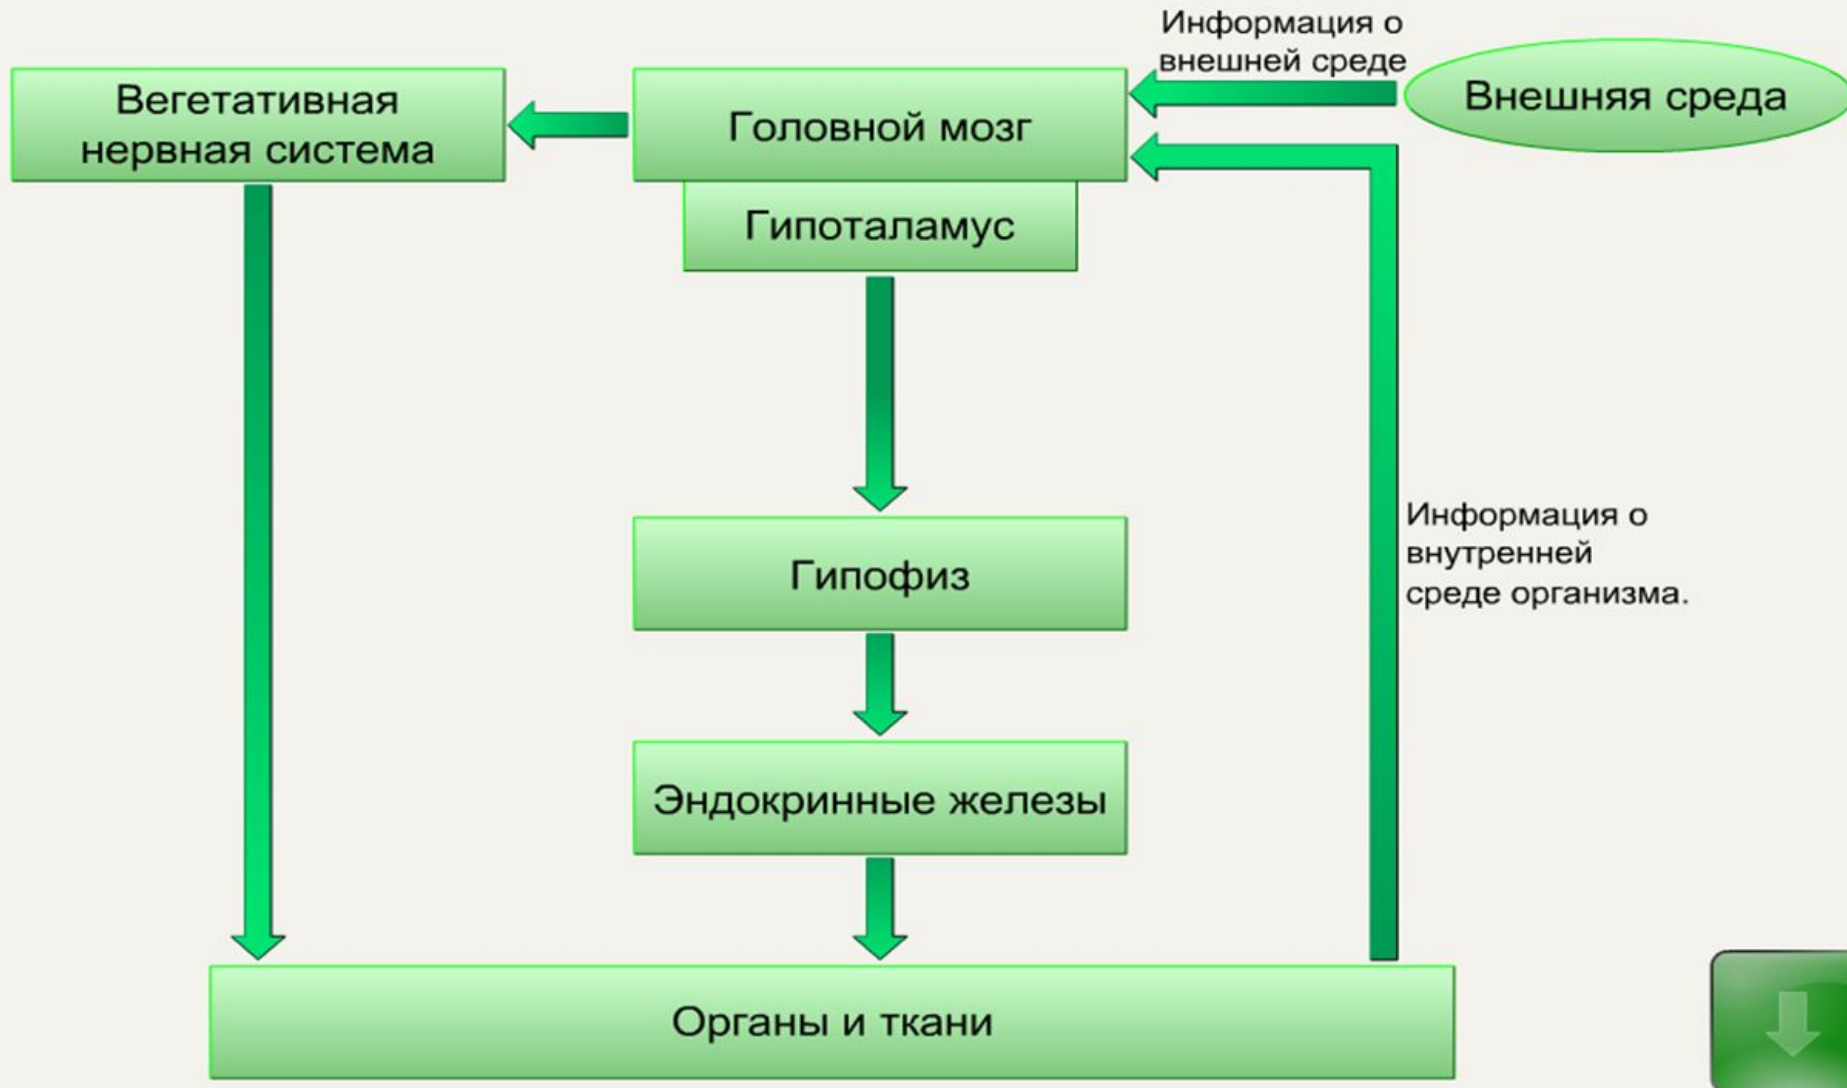 Информация о
внешней среде
Вегетативная
нервная система
Головной мозг
Внешняя среда
Гипоталамус
Информация о
внутренней
среде организма.
Гипофиз
Эндокринные железы
Органы и ткани